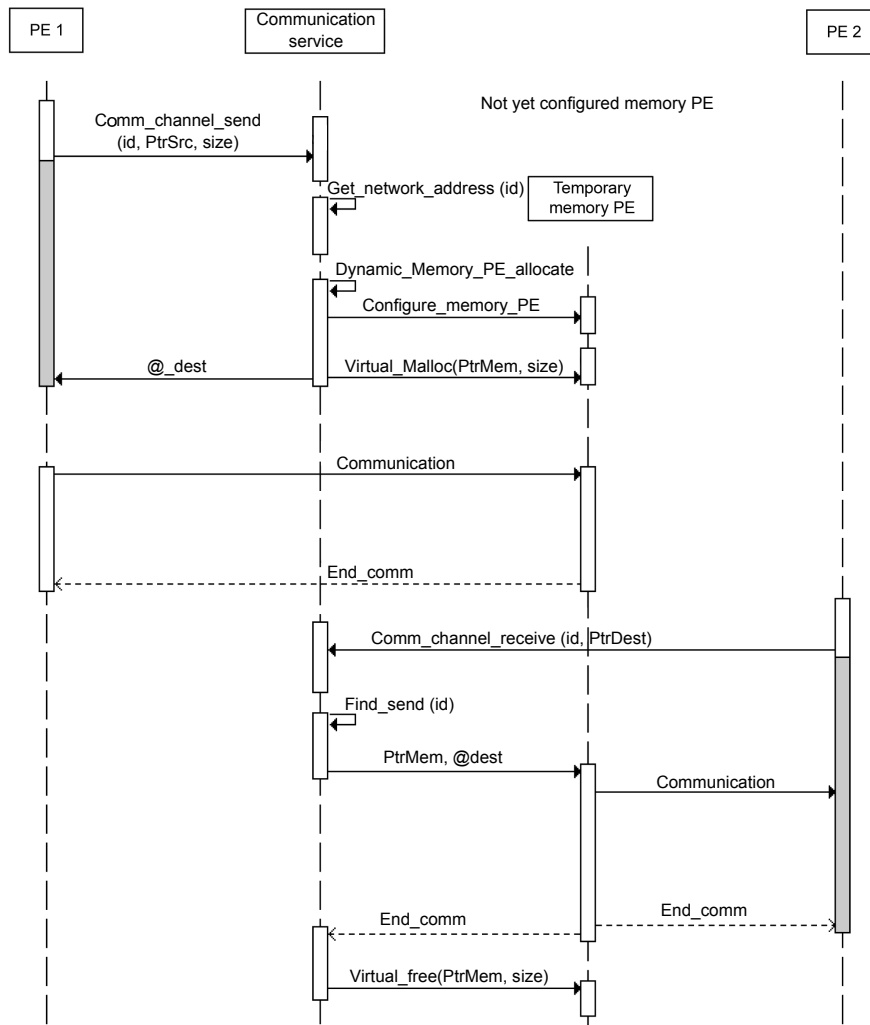 PE 1
Communication
service
PE 2
Not yet configured memory PE
Comm_channel_send
(id, PtrSrc, size)
Get_network_address (id)
Temporary
memory PE
Dynamic_Memory_PE_allocate
Configure_memory_PE
@_dest
Virtual_Malloc(PtrMem, size)
Communication
End_comm
Comm_channel_receive (id, PtrDest)
Find_send (id)
PtrMem, @dest
Communication
End_comm
End_comm
Virtual_free(PtrMem, size)